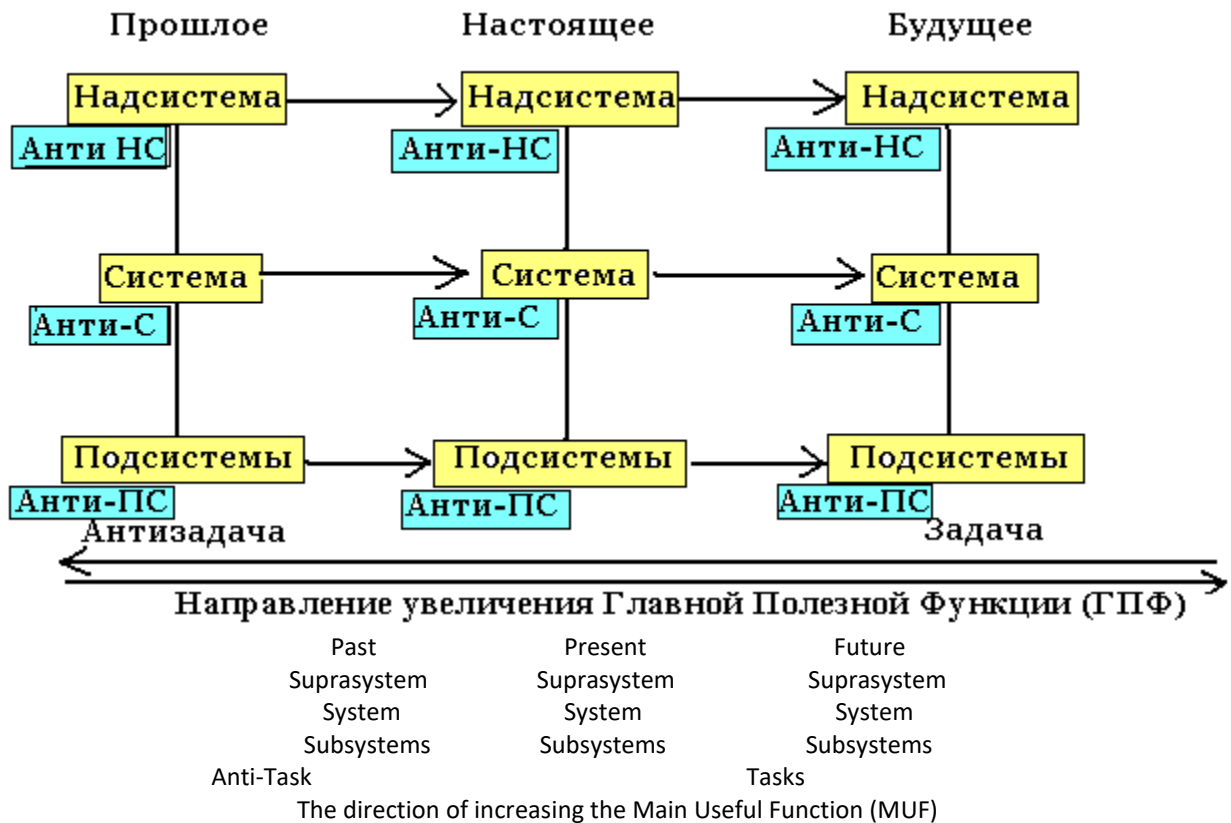 Прошлое Настоящее Будущее
Надсистема Надсистема Надсистема
Анти НС Анти-НС Анти-НС
Система Система Система
Анти-С Анти-С Анти-С
Подсистемы Подсистемы Подсистемы
Анти-ПС Анти-ПС Анти-ПС
Антизадача Задача
Направление увеличения Главной Полезной Функции (ГПФ)
Past Present Future
Suprasystem Suprasystem Suprasystem
System System System
Subsystems Subsystems Subsystems
Anti-Task Tasks
The direction of increasing the Main Useful Function (MUF)